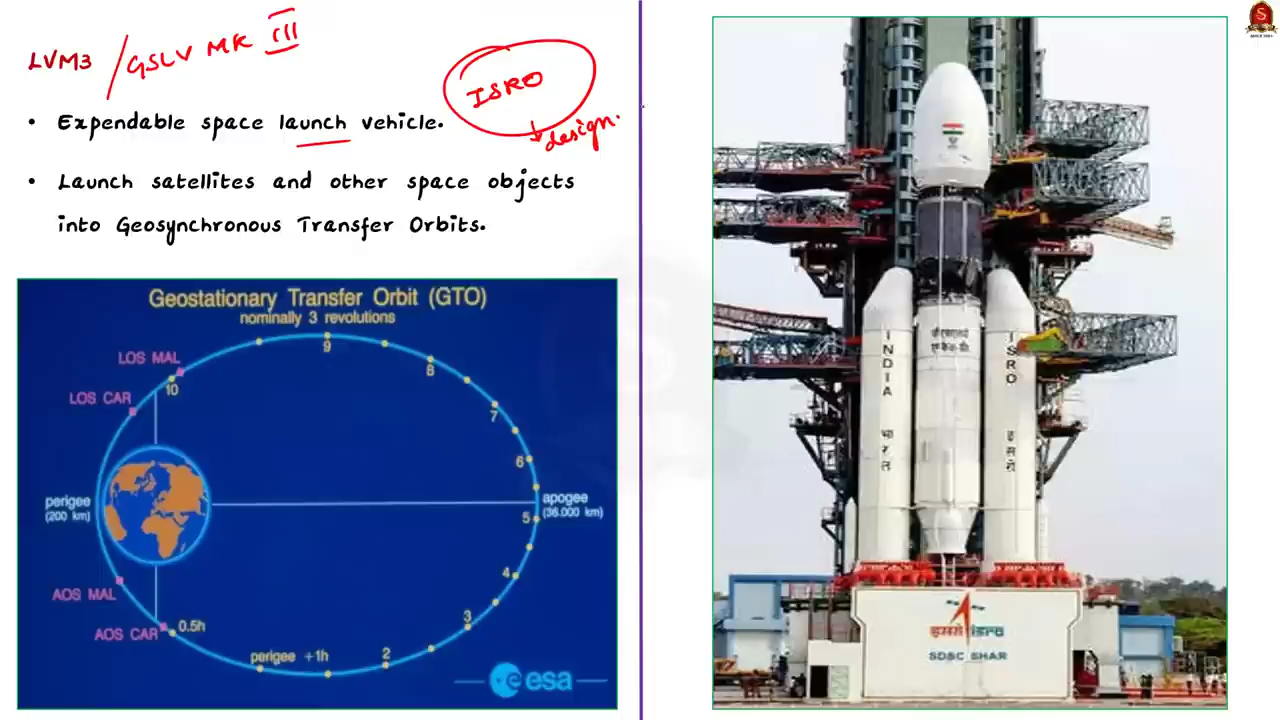 LVM3 / GSLV MK III
ISRO
design.
• Expendable space launch vehicle.
• Launch satellites and other space objects
into Geosynchronous Transfer Orbits.
Geostationary Transfer Orbit (GTO)
nominally 3 revolutions
9
LOS MAL
8
10
LOS CAR
7
6
perigee
(200 km)
apogee
(36.000 km)
5
4
AOS MAL
3
AOS CAR
0.5h
perigee +1h
2
esa
INDIA
भारत
ISRO
इसरो
इसरो isro
SDSC SHAR
S